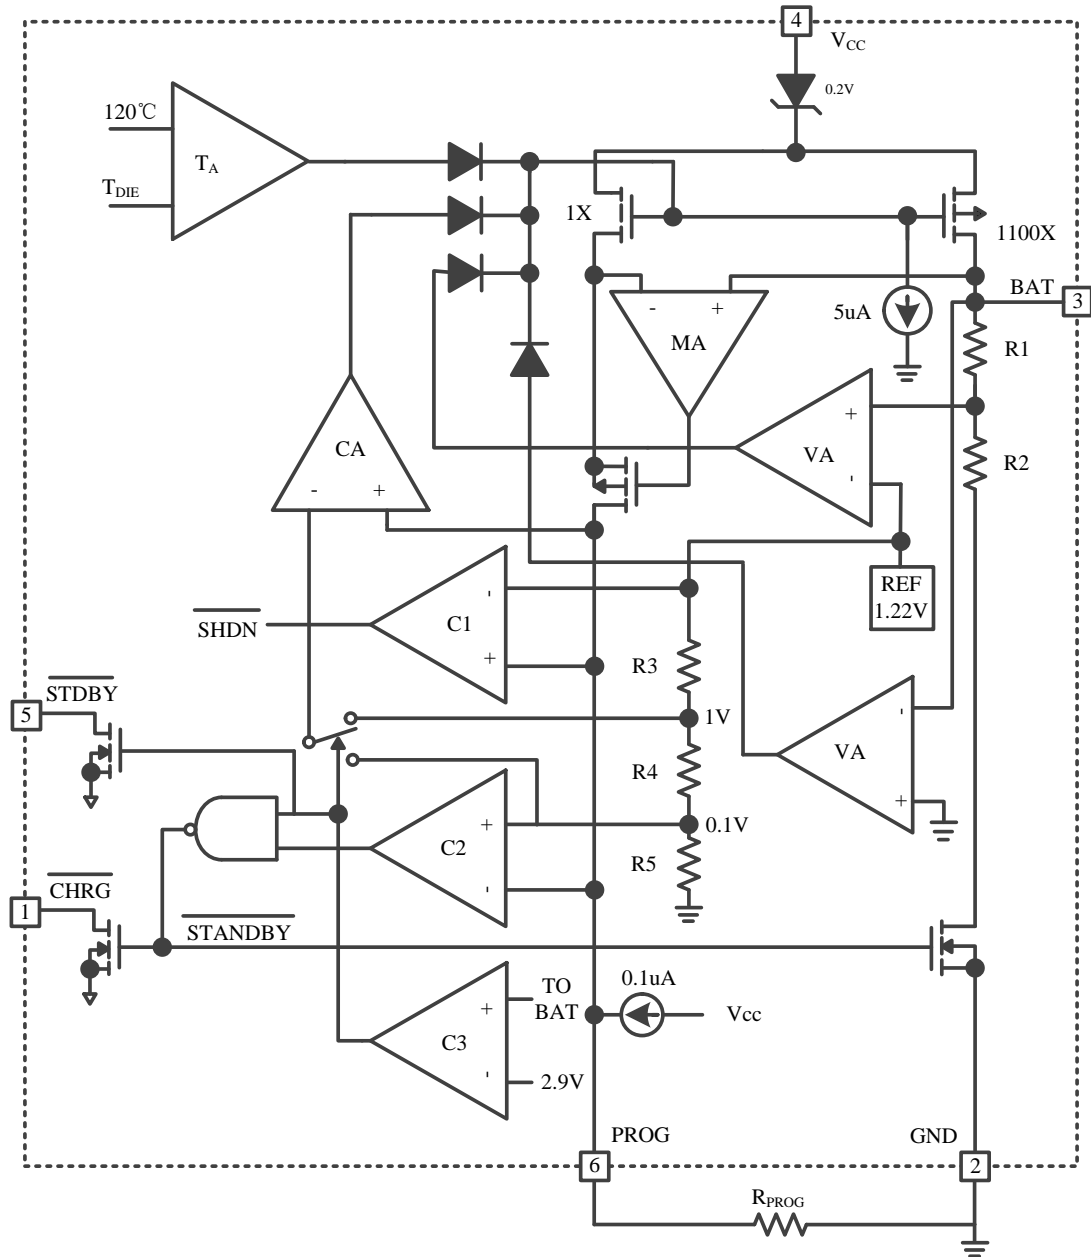 4
VCC
0.2V
120℃
TA
TDIE
1X
1100X
BAT
3
5uA
- +
MA
R1
CA
- +
+
VA
-
R2
REF
1.22V
SHDN
-
C1
+
R3
STDBY
5
1V
-
VA
+
R4
0.1V
+
C2
-
R5
CHRG
1
STANDBY
0.1uA
TO
BAT
Vcc
+
C3
-
2.9V
PROG
GND
6
2
RPROG